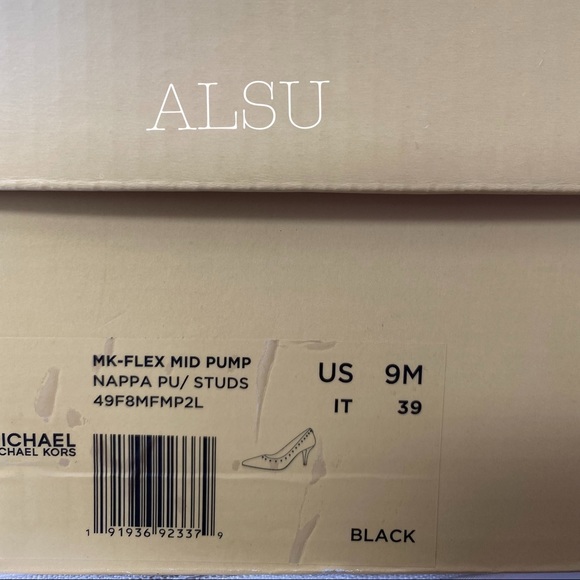 ALSU
MK-FLEX MID PUMP
NAPPA PU/ STUDS
49F8MFMP2L
US 9M
IT 39
MICHAEL
MICHAEL KORS
1 91936 92337 9
BLACK